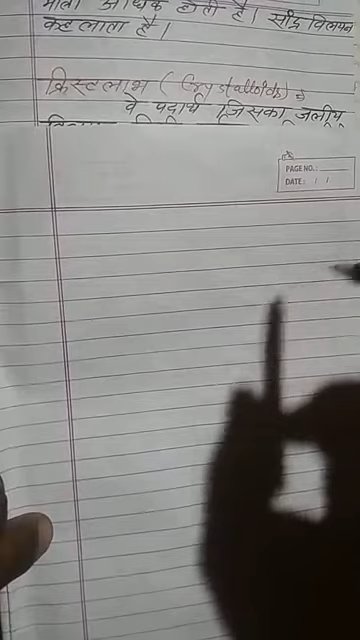 मात्रा अधिक होती है। सांद्र विलयन
कहलाता है।
क्रिस्टलाभ (Crystalloids) :-
वे पदार्थ जिसका जलीय
PAGE NO.:
DATE: / /